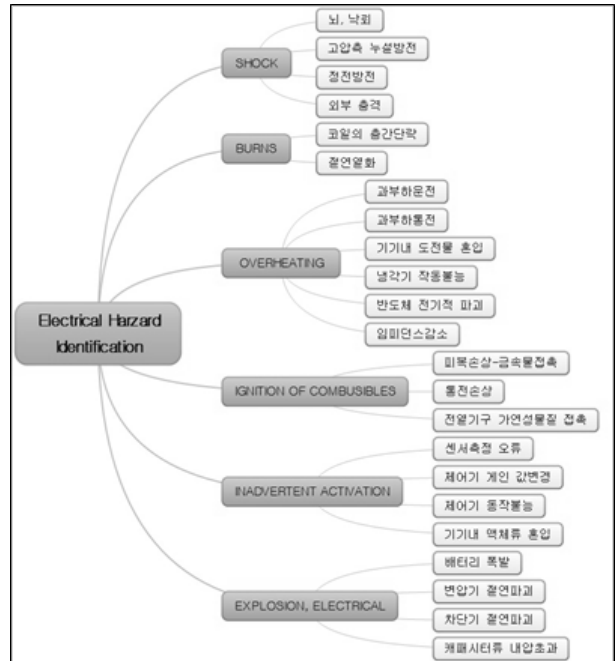 뇌, 낙뢰
고압측 누설방전
SHOCK
정전방전
외부 충격
코일의 층간단락
BURNS
절연열화
과부하운전
과부하통전
기기내 도전물 혼입
OVERHEATING
냉각기 작동불능
반도체 전기적 파괴
임피던스감소
Electrical Harzard
Identification
피복손상-금속물접촉
IGNITION OF COMBUSIBLES
통전손상
전열기구 가연성물질 접촉
센서측정 오류
제어기 게인 값변경
INADVERTENT ACTIVATION
제어기 동작불능
기기내 액체류 혼입
배터리 폭발
변압기 절연파괴
EXPLOSION, ELECTRICAL
차단기 절연파괴
캐패시터류 내압초과